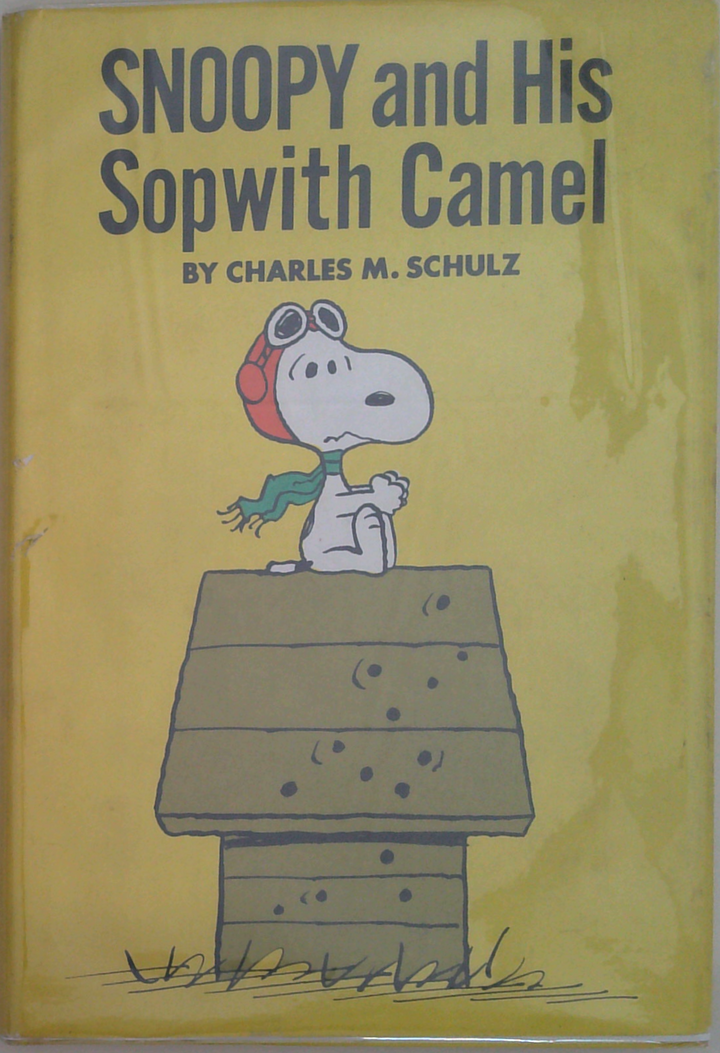 SNOOPY and His
Sopwith Camel
BY CHARLES M. SCHULZ